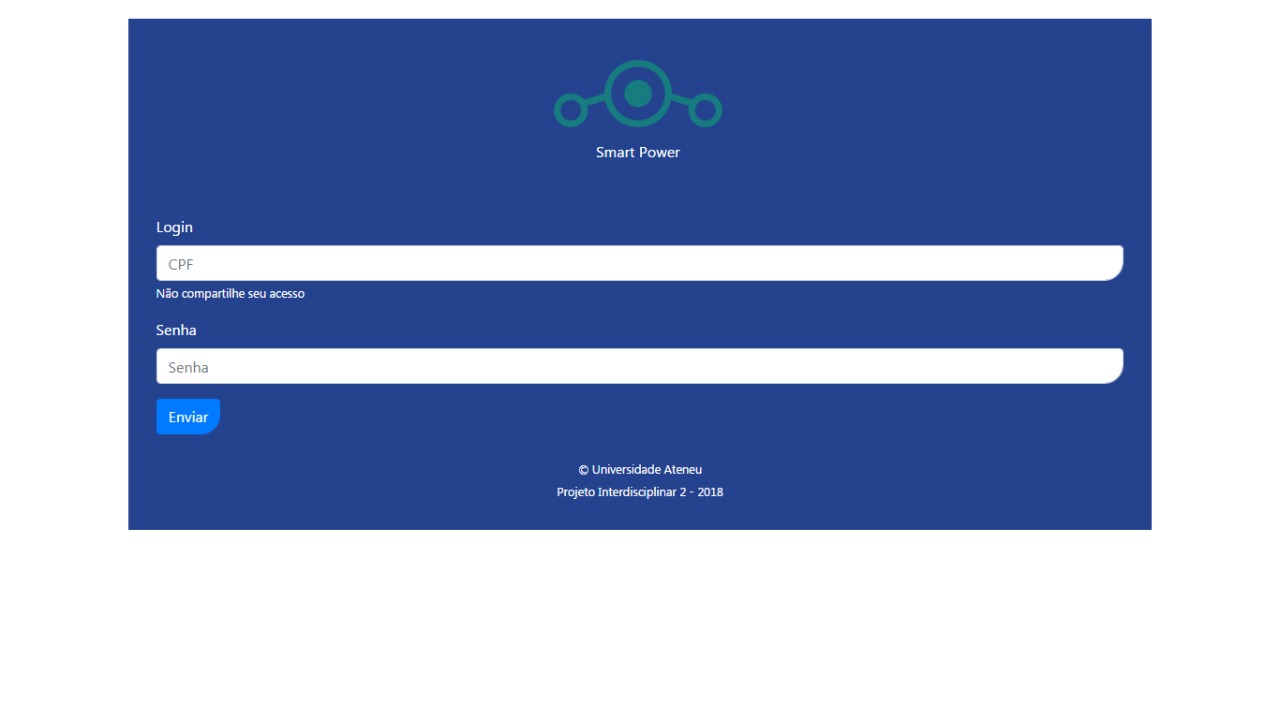 Smart Power
Login
CPF
Não compartilhe seu acesso
Senha
Senha
Enviar
© Universidade Ateneu
Projeto Interdisciplinar 2 - 2018